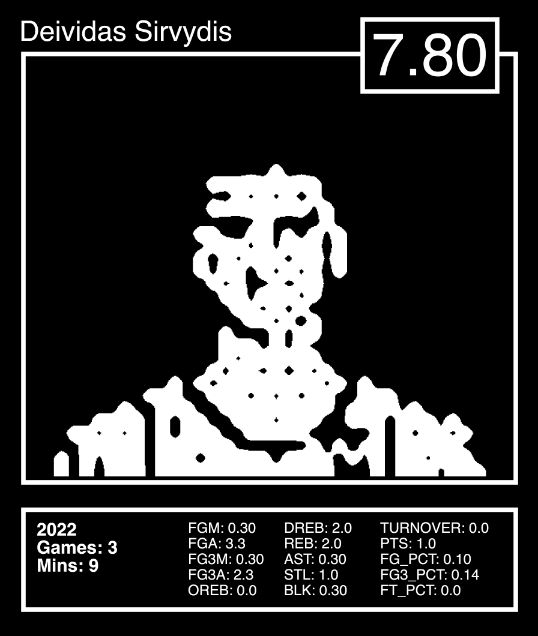 Deividas Sirvydis
7.80
2022
Games: 3
Mins: 9
FGM: 0.30
FGA: 3.3
FG3M: 0.30
FG3A: 2.3
OREB: 0.0
DREB: 2.0
REB: 2.0
AST: 0.30
STL: 1.0
BLK: 0.30
TURNOVER: 0.0
PTS: 1.0
FG_PCT: 0.10
FG3_PCT: 0.14
FT_PCT: 0.0